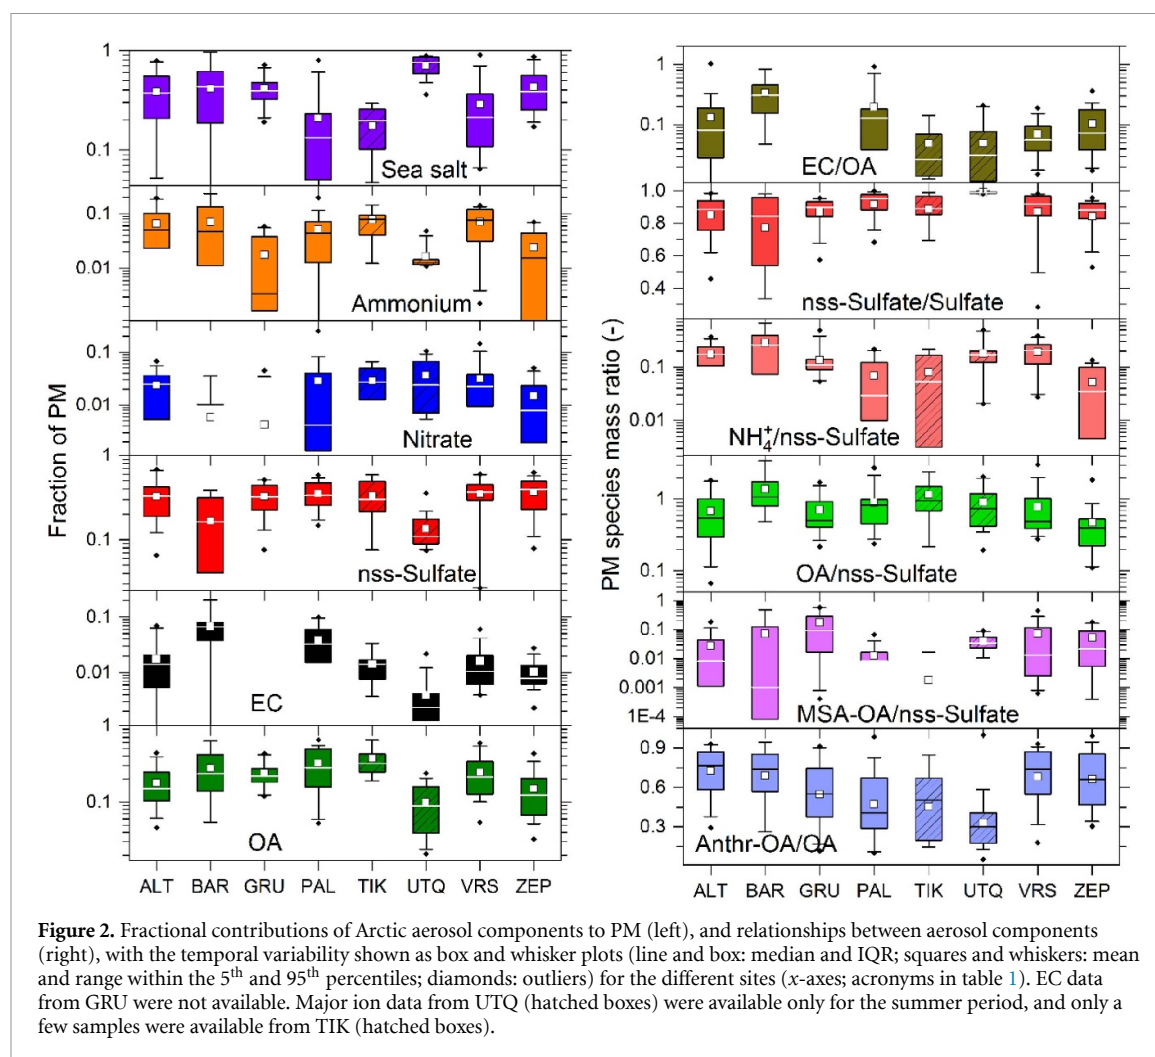 Fraction of PM
1
0.1
Sea salt
0.1
0.01
Ammonium
0.1
0.01
Nitrate
1
0.1
nss-Sulfate
0.1
0.01
EC
1
0.1
OA
ALT BAR GRU PAL TIK UTQ VRS ZEP
PM species mass ratio (-)
1
0.1
EC/OA
1.0
0.8
0.6
0.4
nss-Sulfate/Sulfate
0.1
0.01
NH₄⁺/nss-Sulfate
1
0.1
OA/nss-Sulfate
1
0.1
0.01
0.001
1E-4
MSA-OA/nss-Sulfate
0.9
0.6
0.3
Anthr-OA/OA
ALT BAR GRU PAL TIK UTQ VRS ZEP
Figure 2. Fractional contributions of Arctic aerosol components to PM (left), and relationships between aerosol components
(right), with the temporal variability shown as box and whisker plots (line and box: median and IQR; squares and whiskers: mean
and range within the 5th and 95th percentiles; diamonds: outliers) for the different sites (x-axes; acronyms in table 1). EC data
from GRU were not available. Major ion data from UTQ (hatched boxes) were available only for the summer period, and only a
few samples were available from TIK (hatched boxes).